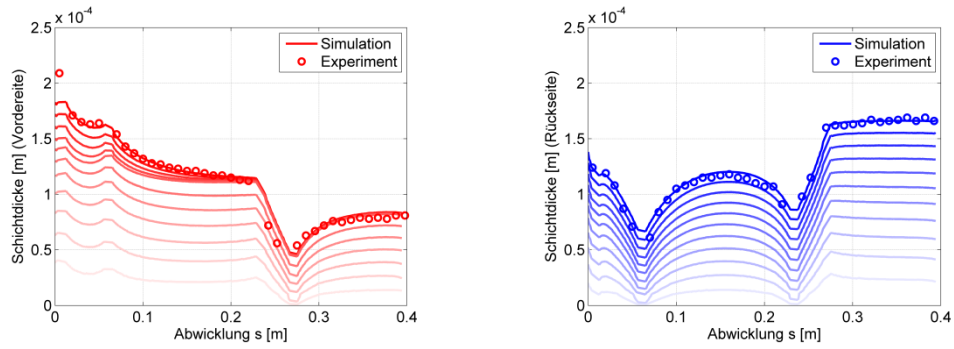 x 10⁻⁴
2.5
2
1.5
1
0.5
0
0 0.1 0.2 0.3 0.4
Schichtdicke [m] (Vordereite)
Abwicklung s [m]
Simulation
Experiment
x 10⁻⁴
2.5
2
1.5
1
0.5
0
0 0.1 0.2 0.3 0.4
Schichtdicke [m] (Rückseite)
Abwicklung s [m]
Simulation
Experiment